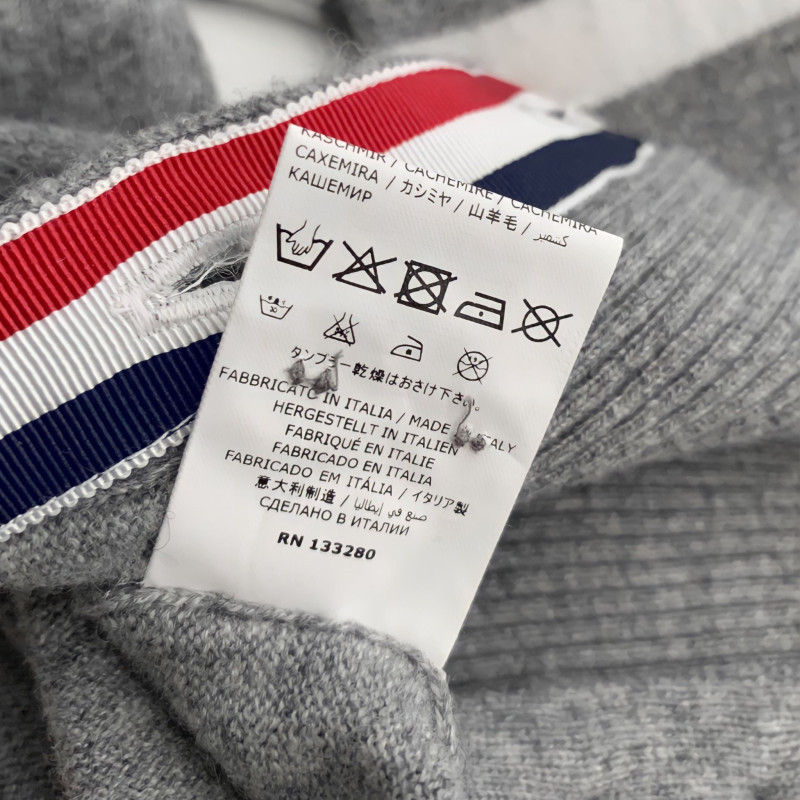 KASCHMIR / CACHEMIRE / CACHEMIRA
CAXEMIRA / カシミヤ / 山羊毛 / كشمير
КАШЕМИР
30
タンブラー乾燥はおさけ下さい。
FABBRICATO IN ITALIA / MADE ITALY
HERGESTELLT IN ITALIEN
FABRIQUÉ EN ITALIE
FABRICADO EN ITALIA
FABRICADO EM ITÁLIA / イタリア製
意大利制造 / صنع في إيطاليا
СДЕЛАНО В ИТАЛИИ
RN 133280